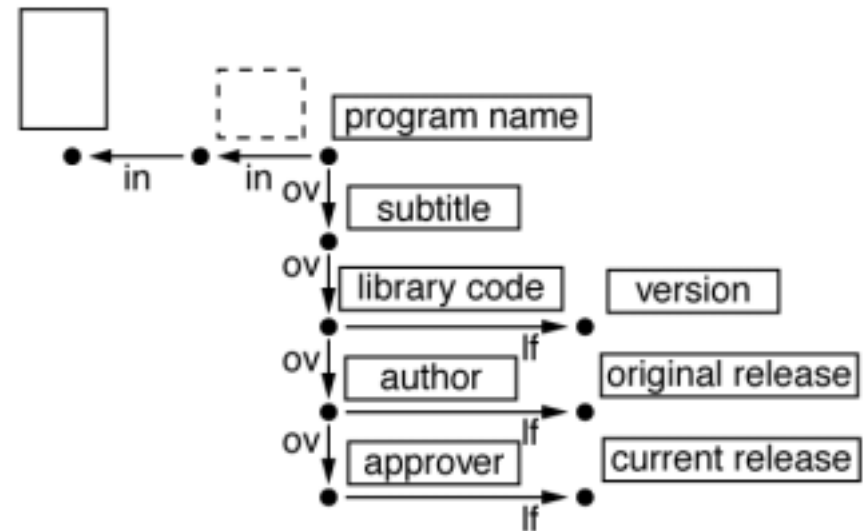 program name
in in
ov subtitle
ov library code version
lf
ov author original release
lf
ov approver current release
lf